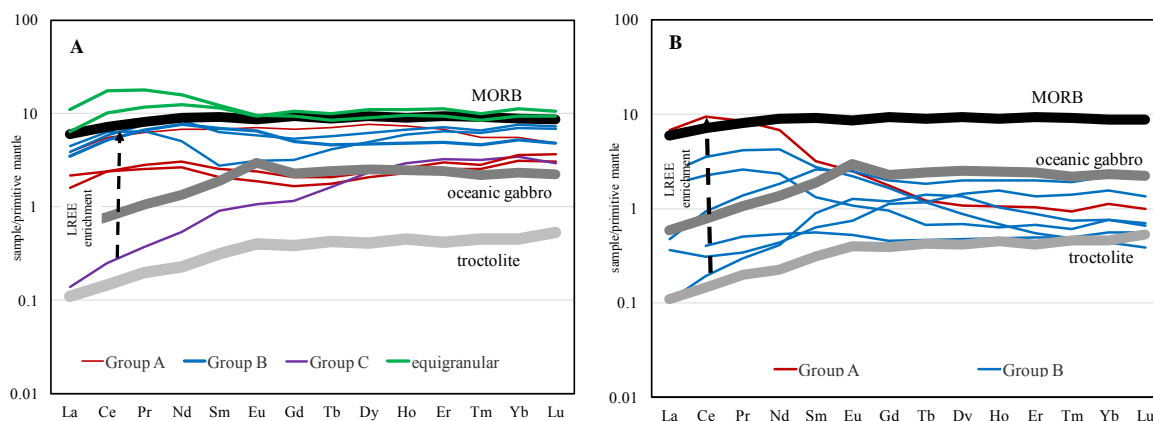 100
10
1
0.1
0.01
sample/primitive mantle
A
MORB
oceanic gabbro
troctolite
LREE
enrichment
Group A Group B Group C equigranular
La Ce Pr Nd Sm Eu Gd Tb Dy Ho Er Tm Yb Lu
100
10
1
0.1
0.01
sample/primitive mantle
B
MORB
oceanic gabbro
troctolite
LREE
enrichment
Group A Group B
La Ce Pr Nd Sm Eu Gd Tb Dy Ho Er Tm Yb Lu